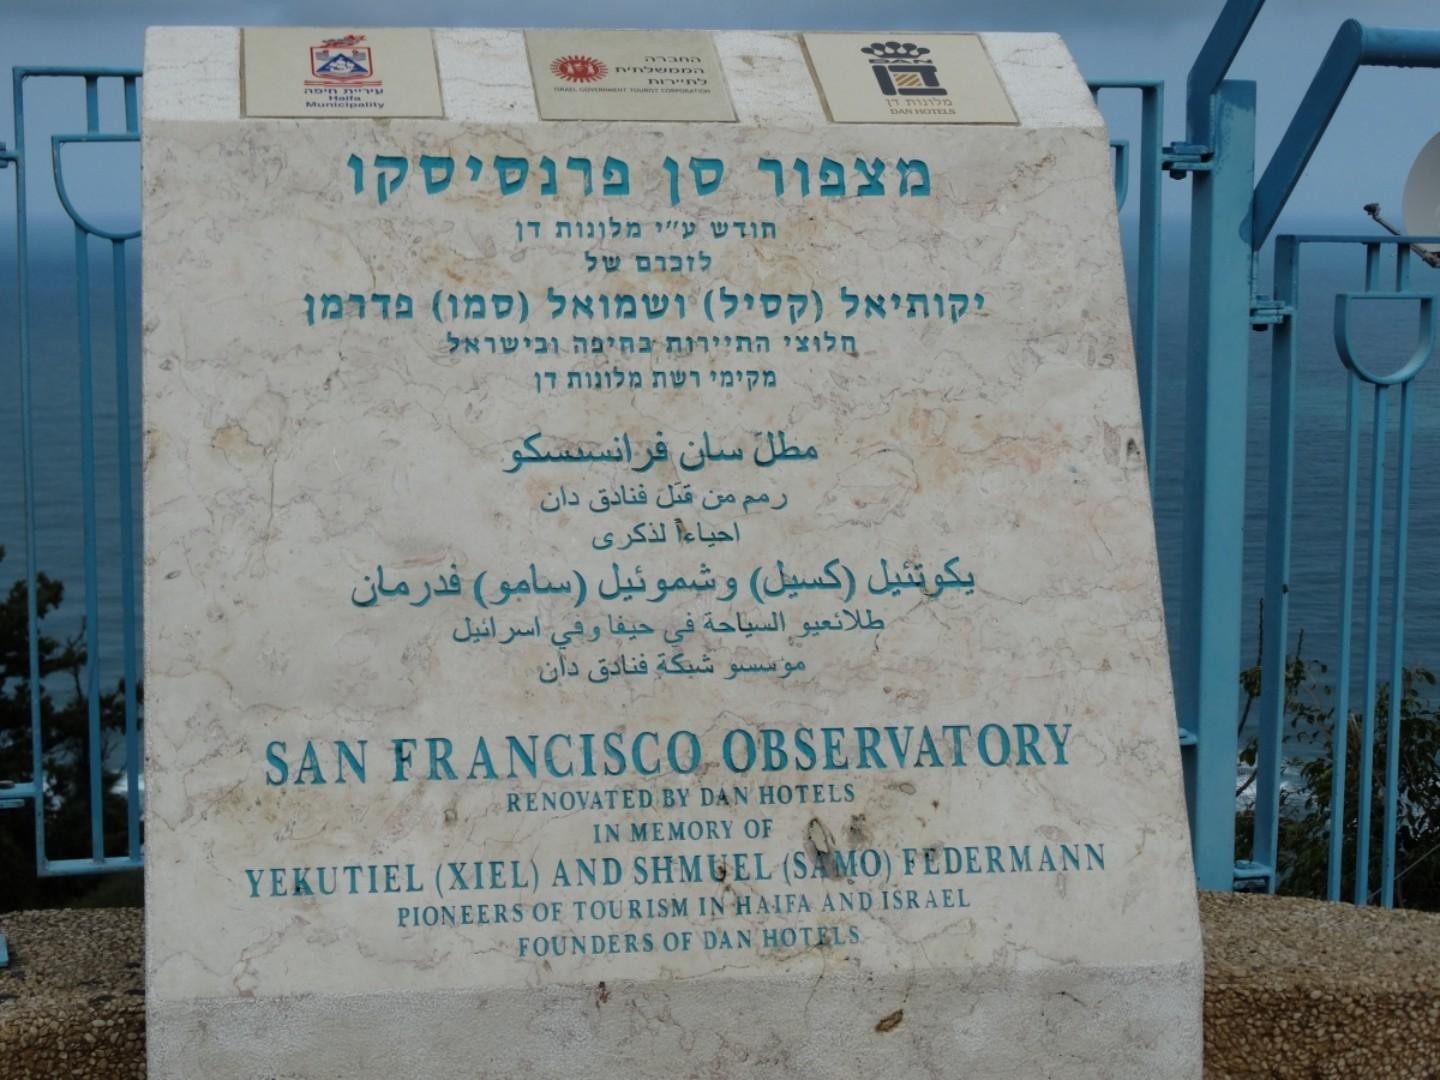 עיריית חיפה
Haifa
Municipality
החברה
הממשלתית
לתיירות
ISRAEL GOVERNMENT TOURIST CORPORATION
DAN
דן
מלונות דן
DAN HOTELS
מצפור סן פרנסיסקו
חודש ע״י מלונות דן
לזכרם של
יקותיאל (קסיל) ושמואל (סמו) פדרמן
חלוצי התיירות בחיפה ובישראל
מקימי רשת מלונות דן
مطل سان فرانسيسكو
رمم من قبل فنادق دان
احياءاً لذكرى
يكوتئيل (كسيل) وشموئيل (سامو) فدرمان
طلائعيو السياحة في حيفا وفي اسرائيل
مؤسسو شبكة فنادق دان
SAN FRANCISCO OBSERVATORY
RENOVATED BY DAN HOTELS
IN MEMORY OF
YEKUTIEL (XIEL) AND SHMUEL (SAMO) FEDERMANN
PIONEERS OF TOURISM IN HAIFA AND ISRAEL
FOUNDERS OF DAN HOTELS